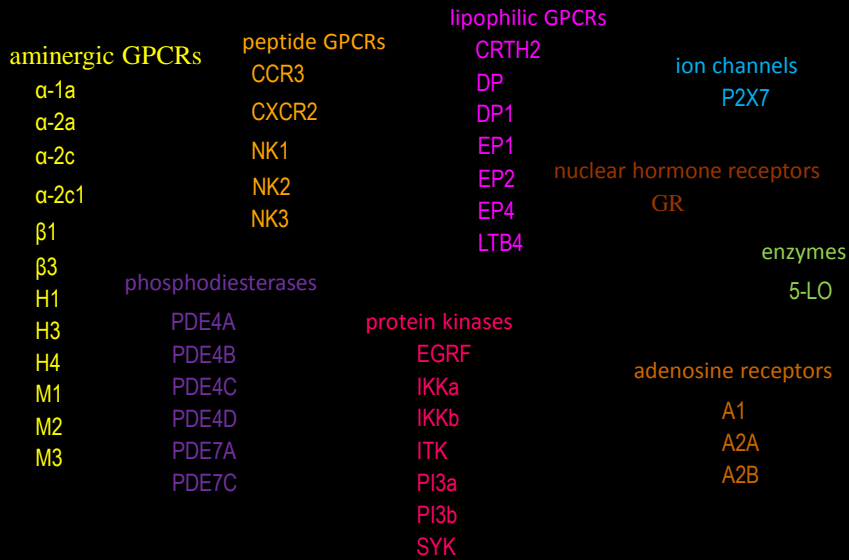 aminergic GPCRs
α-1a
α-2a
α-2c
α-2c1
β1
β3
H1
H3
H4
M1
M2
M3
peptide GPCRs
CCR3
CXCR2
NK1
NK2
NK3
lipophilic GPCRs
CRTH2
DP
DP1
EP1
EP2
EP4
LTB4
ion channels
P2X7
nuclear hormone receptors
GR
enzymes
5-LO
phosphodiesterases
PDE4A
PDE4B
PDE4C
PDE4D
PDE7A
PDE7C
protein kinases
EGRF
IKKa
IKKb
ITK
PI3a
PI3b
SYK
adenosine receptors
A1
A2A
A2B